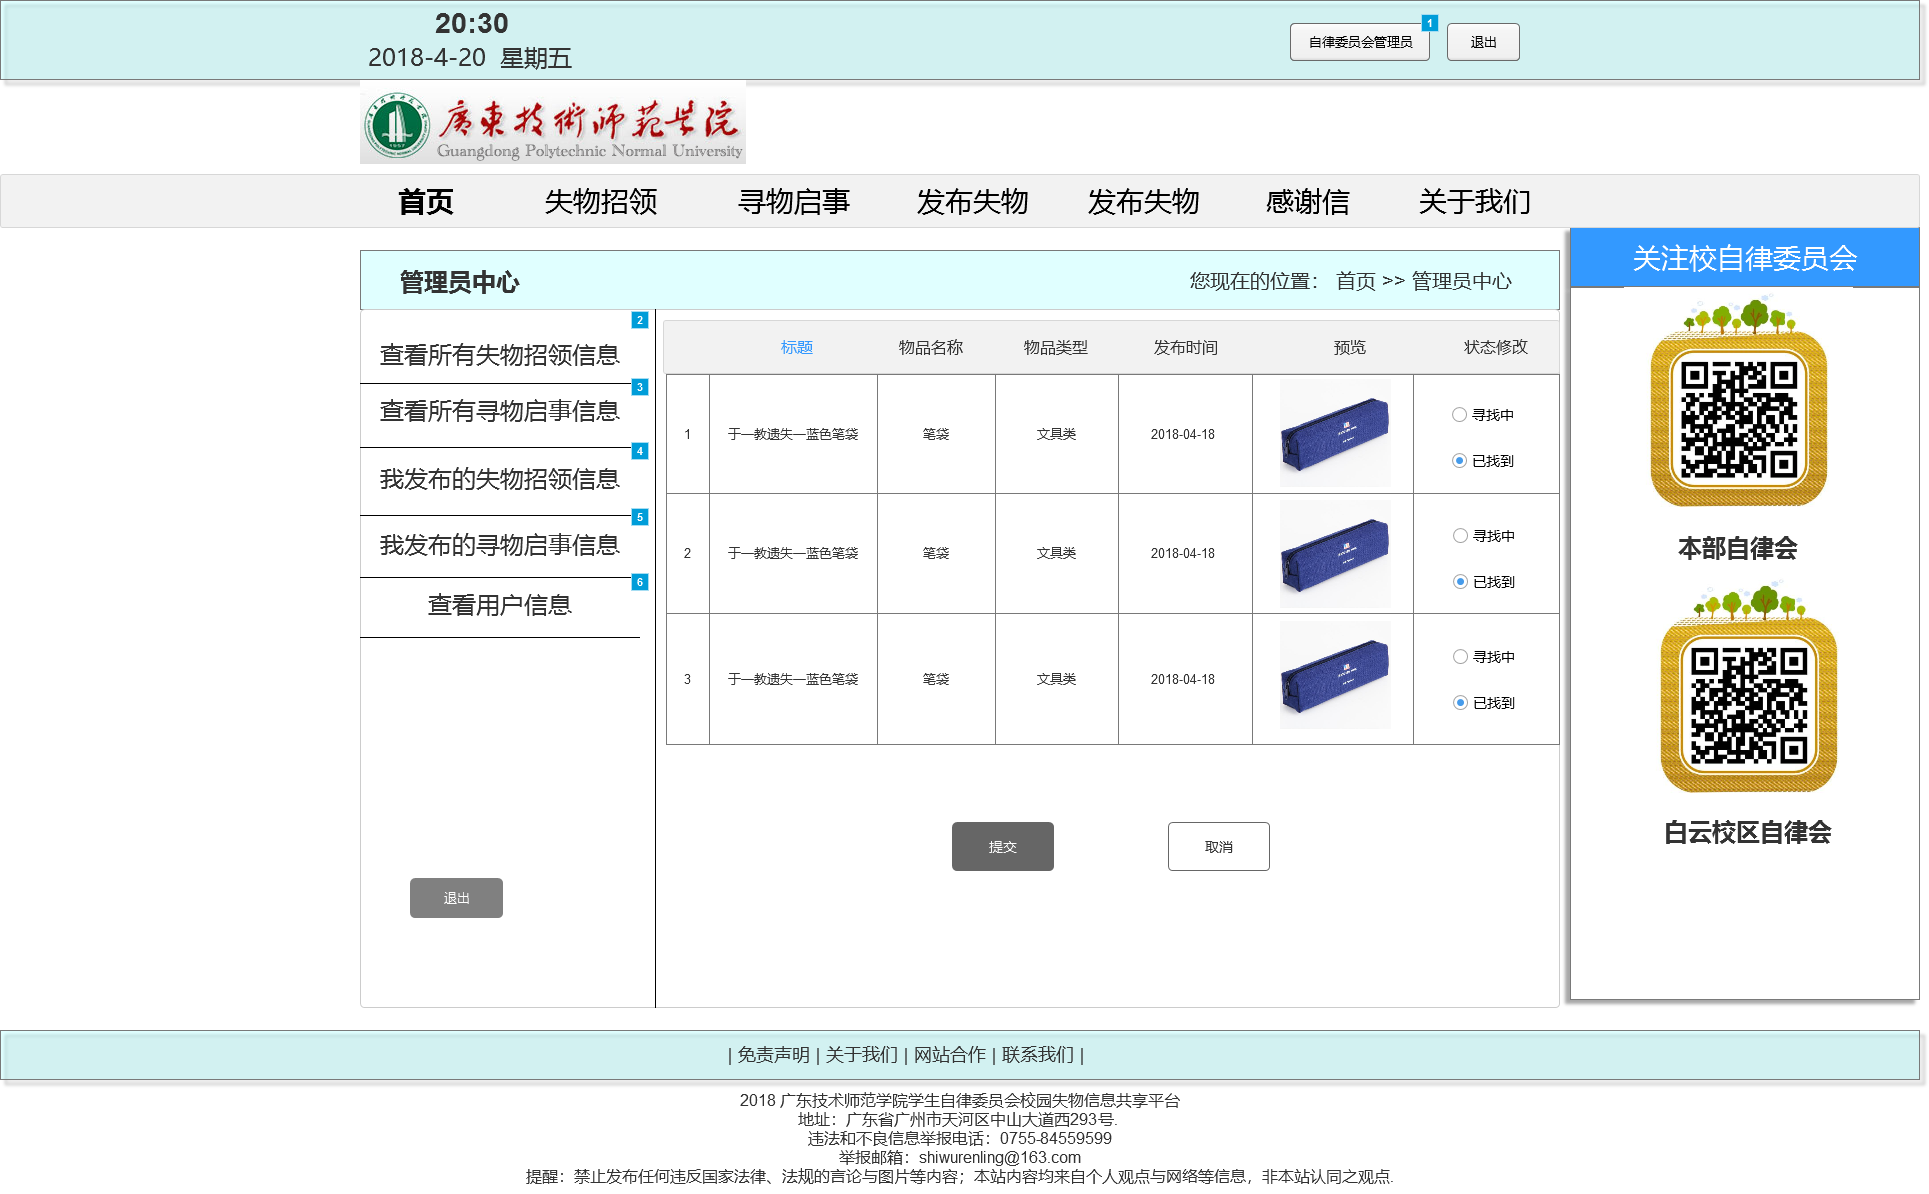 20:30
2018-4-20 星期五
自律委员会管理员
1
退出
廣東技術师范学院
Guangdong Polytechnic Normal University
首页 失物招领 寻物启事 发布失物 发布失物 感谢信 关于我们
管理员中心
您现在的位置： 首页 >> 管理员中心
2
查看所有失物招领信息
3
查看所有寻物启事信息
4
我发布的失物招领信息
5
我发布的寻物启事信息
6
查看用户信息
退出
标题 物品名称 物品类型 发布时间 预览 状态修改
1 于一教遗失一蓝色笔袋 笔袋 文具类 2018-04-18
寻找中
已找到
2 于一教遗失一蓝色笔袋 笔袋 文具类 2018-04-18
寻找中
已找到
3 于一教遗失一蓝色笔袋 笔袋 文具类 2018-04-18
寻找中
已找到
提交
取消
关注校自律委员会
本部自律会
白云校区自律会
| 免责声明 | 关于我们 | 网站合作 | 联系我们 |
2018 广东技术师范学院学生自律委员会校园失物信息共享平台
地址：广东省广州市天河区中山大道西293号.
违法和不良信息举报电话：0755-84559599
举报邮箱：shiwurenling@163.com
提醒：禁止发布任何违反国家法律、法规的言论与图片等内容；本站内容均来自个人观点与网络等信息，非本站认同之观点.